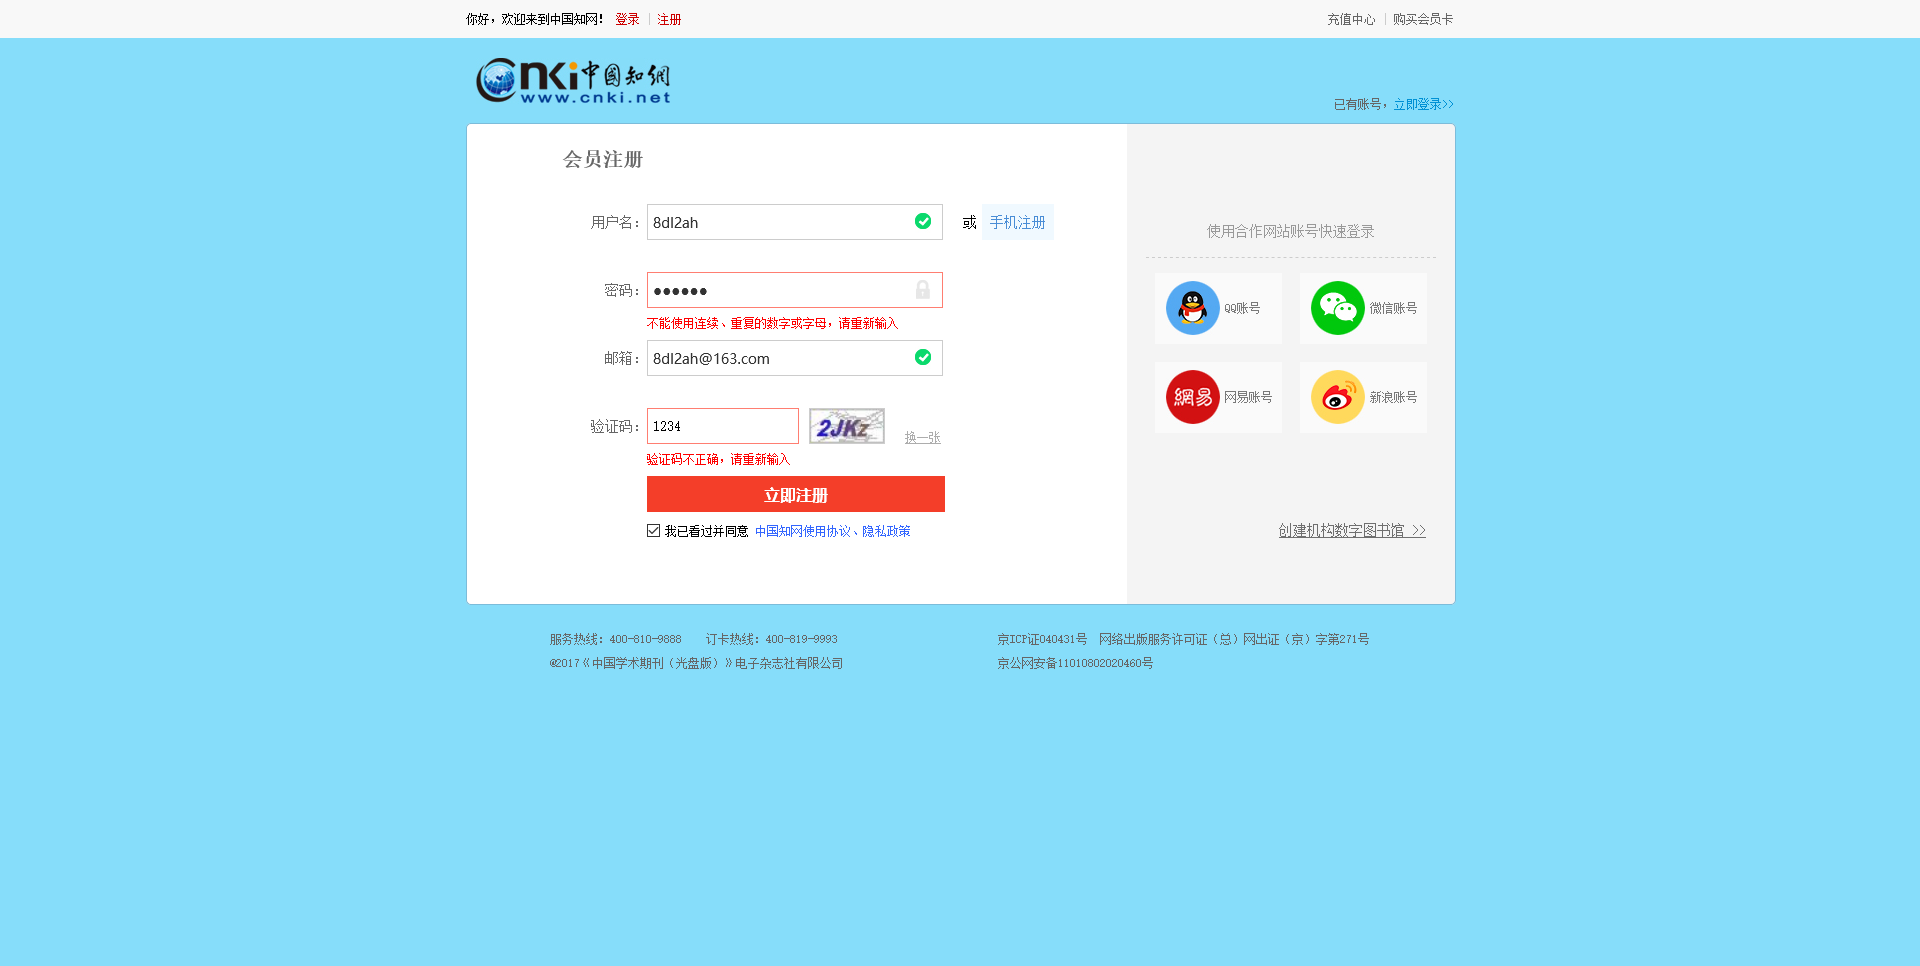 你好，欢迎来到中国知网！ 登录 注册 充值中心 购买会员卡
cnki中国知網
www.cnki.net
已有账号，立即登录>>
会员注册
用户名： 8dl2ah 或 手机注册
使用合作网站账号快速登录
密码： ●●●●●●
不能使用连续、重复的数字或字母，请重新输入
QQ账号 微信账号
邮箱： 8dl2ah@163.com
網易 网易账号 新浪账号
验证码： 1234 2JKz 换一张
验证码不正确，请重新输入
立即注册
我已看过并同意 中国知网使用协议、隐私政策
创建机构数字图书馆 >>
服务热线：400-810-9888 订卡热线：400-819-9993 京ICP证040431号 网络出版服务许可证（总）网出证（京）字第271号
©2017《中国学术期刊（光盘版）》电子杂志社有限公司 京公网安备11010802020460号